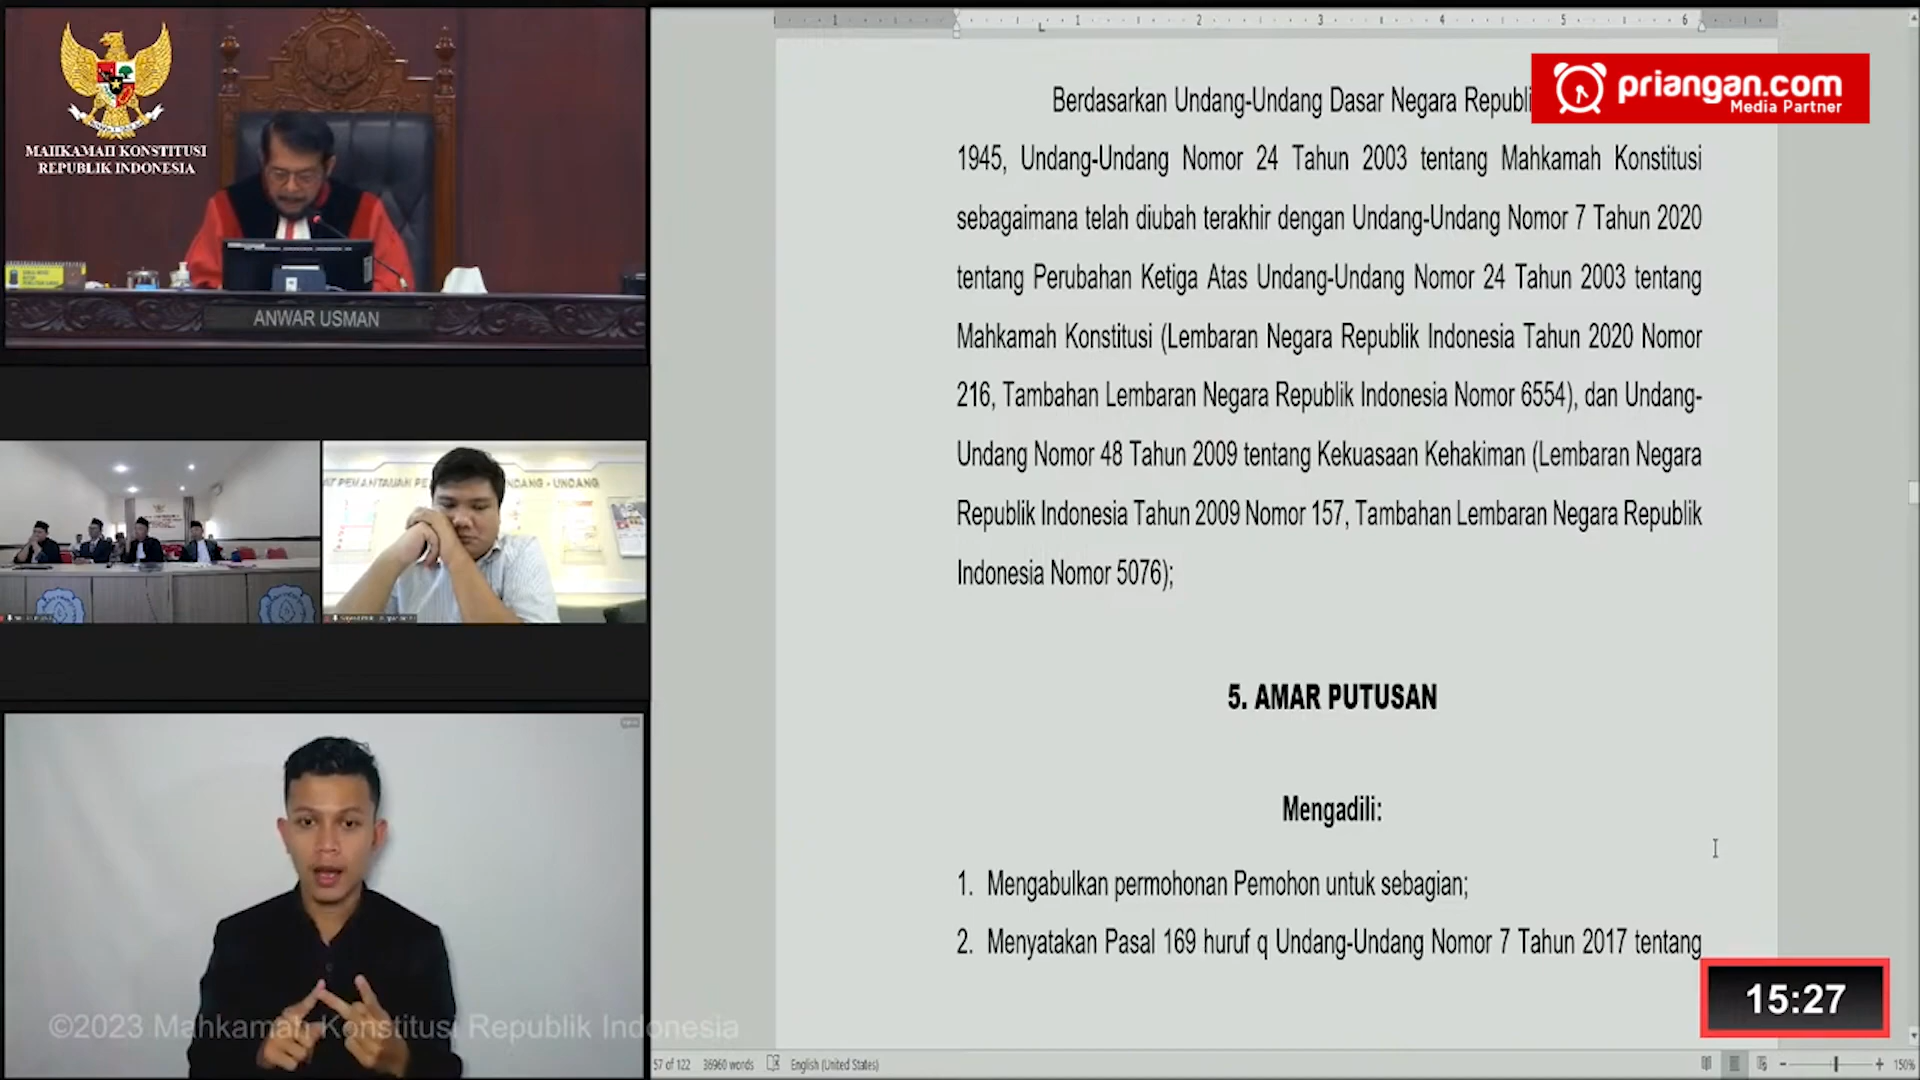 MAHKAMAH KONSTITUSI
REPUBLIK INDONESIA
ANWAR USMAN
©2023 Mahkamah Konstitusi Republik Indonesia
priangan.com
Media Partner
Berdasarkan Undang-Undang Dasar Negara Republi
1945, Undang-Undang Nomor 24 Tahun 2003 tentang Mahkamah Konstitusi
sebagaimana telah diubah terakhir dengan Undang-Undang Nomor 7 Tahun 2020
tentang Perubahan Ketiga Atas Undang-Undang Nomor 24 Tahun 2003 tentang
Mahkamah Konstitusi (Lembaran Negara Republik Indonesia Tahun 2020 Nomor
216, Tambahan Lembaran Negara Republik Indonesia Nomor 6554), dan Undang-
Undang Nomor 48 Tahun 2009 tentang Kekuasaan Kehakiman (Lembaran Negara
Republik Indonesia Tahun 2009 Nomor 157, Tambahan Lembaran Negara Republik
Indonesia Nomor 5076);
5. AMAR PUTUSAN
Mengadili:
1. Mengabulkan permohonan Pemohon untuk sebagian;
2. Menyatakan Pasal 169 huruf q Undang-Undang Nomor 7 Tahun 2017 tentang
15:27
57 of 122 36960 words English (United States) 150%